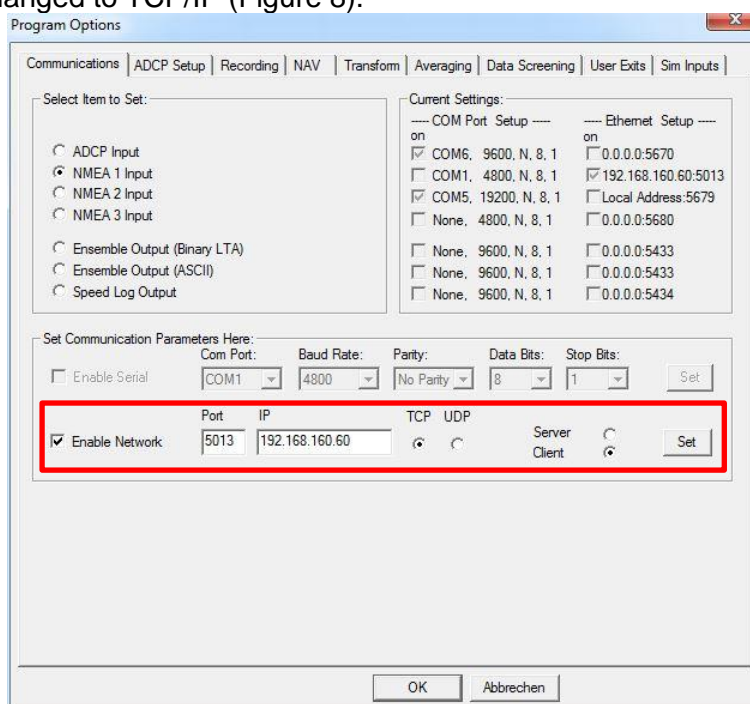 anged to TCP/IP (Figure 8).
Program Options
X
Communications ADCP Setup Recording NAV Transform Averaging Data Screening User Exits Sim Inputs
Select Item to Set:
ADCP Input
NMEA 1 Input
NMEA 2 Input
NMEA 3 Input
Ensemble Output (Binary LTA)
Ensemble Output (ASCII)
Speed Log Output
Current Settings:
----- COM Port Setup ----- ----- Ethernet Setup -----
on on
COM6, 9600, N, 8, 1 0.0.0.0:5670
COM1, 4800, N, 8, 1 192.168.160.60:5013
COM5, 19200, N, 8, 1 Local Address:5679
None, 4800, N, 8, 1 0.0.0.0:5680
None, 9600, N, 8, 1 0.0.0.0:5433
None, 9600, N, 8, 1 0.0.0.0:5433
None, 9600, N, 8, 1 0.0.0.0:5434
Set Communication Parameters Here:
Com Port: Baud Rate: Parity: Data Bits: Stop Bits:
Enable Serial COM1 4800 No Parity 8 1 Set
Port IP TCP UDP
Enable Network 5013 192.168.160.60 Server
Client Set
OK Abbrechen